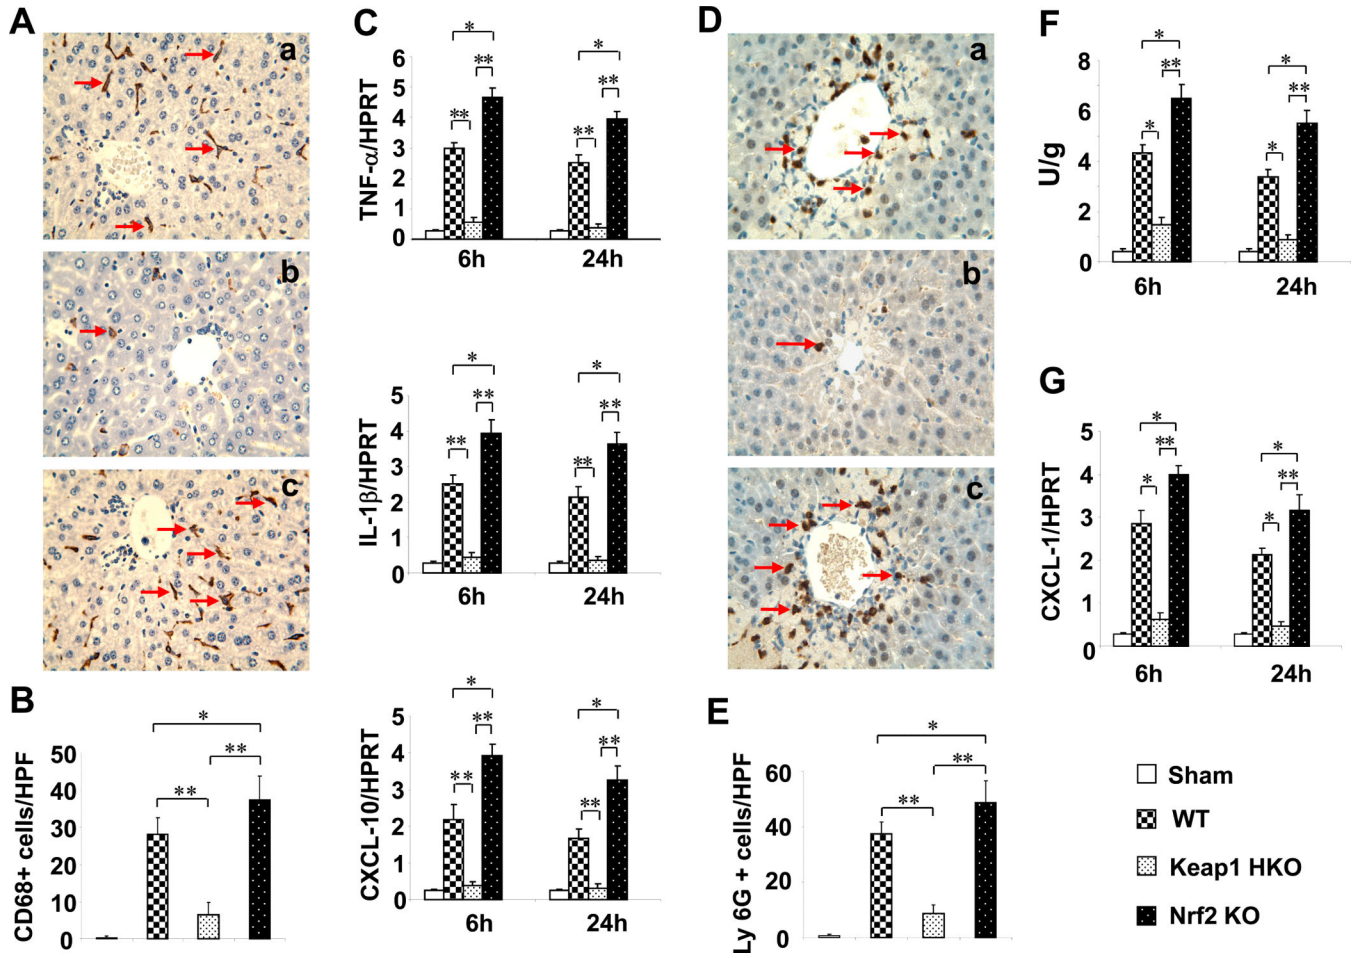 A
a
b
c
B
CD68+ cells/HPF
50
40
30
20
10
0
*
**
**
C
TNF-α/HPRT
6
5
4
3
2
1
0
*
**
**
*
**
**
6h
24h
IL-1β/HPRT
5
4
3
2
1
0
*
**
**
*
**
**
6h
24h
CXCL-10/HPRT
5
4
3
2
1
0
*
**
**
*
**
**
6h
24h
D
a
b
c
E
Ly 6G + cells/HPF
60
40
20
0
*
**
**
F
U/g
8
6
4
2
0
*
**
*
*
**
*
6h
24h
G
CXCL-1/HPRT
5
4
3
2
1
0
*
**
*
*
**
*
6h
24h
Sham
WT
Keap1 HKO
Nrf2 KO